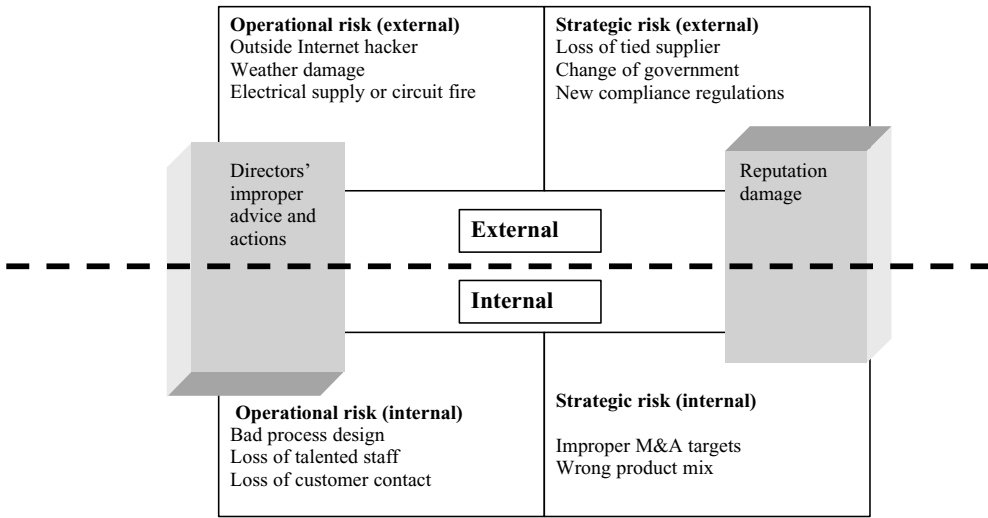 Operational risk (external)
Outside Internet hacker
Weather damage
Electrical supply or circuit fire
Strategic risk (external)
Loss of tied supplier
Change of government
New compliance regulations
Directors’
improper
advice and
actions
Reputation
damage
External
Internal
Operational risk (internal)
Bad process design
Loss of talented staff
Loss of customer contact
Strategic risk (internal)
Improper M&A targets
Wrong product mix